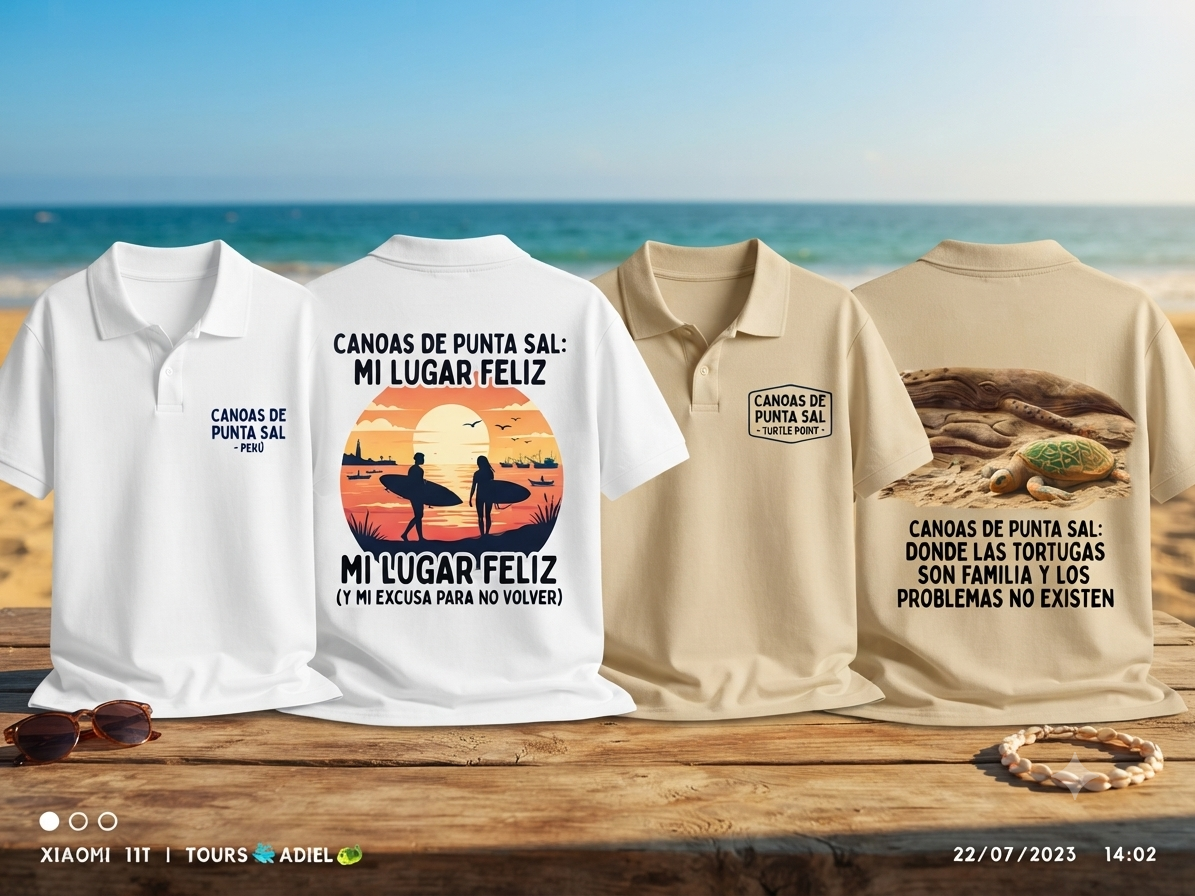 CANOAS DE
PUNTA SAL
- PERÚ
CANOAS DE PUNTA SAL:
MI LUGAR FELIZ
MI LUGAR FELIZ
(Y MI EXCUSA PARA NO VOLVER)
CANOAS DE
PUNTA SAL
- TURTLE POINT -
CANOAS DE PUNTA SAL:
DONDE LAS TORTUGAS
SON FAMILIA Y LOS
PROBLEMAS NO EXISTEN
XIAOMI 11T | TOURS ADIEL
22/07/2023 14:02